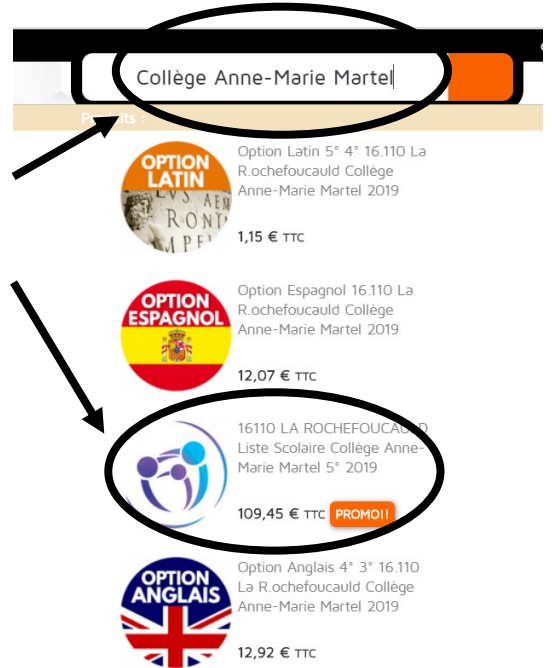 Collège Anne-Marie Martel
Produits :
OPTION
LATIN
Option Latin 5° 4° 16.110 La
R.ochefoucauld Collège
Anne-Marie Martel 2019
1,15 € TTC
OPTION
ESPAGNOL
Option Espagnol 16.110 La
R.ochefoucauld Collège
Anne-Marie Martel 2019
12,07 € TTC
16110 LA ROCHEFOUCAULD
Liste Scolaire Collège Anne-
Marie Martel 5° 2019
109,45 € TTC PROMO!!
OPTION
ANGLAIS
Option Anglais 4° 3° 16.110
La R.ochefoucauld Collège
Anne-Marie Martel 2019
12,92 € TTC